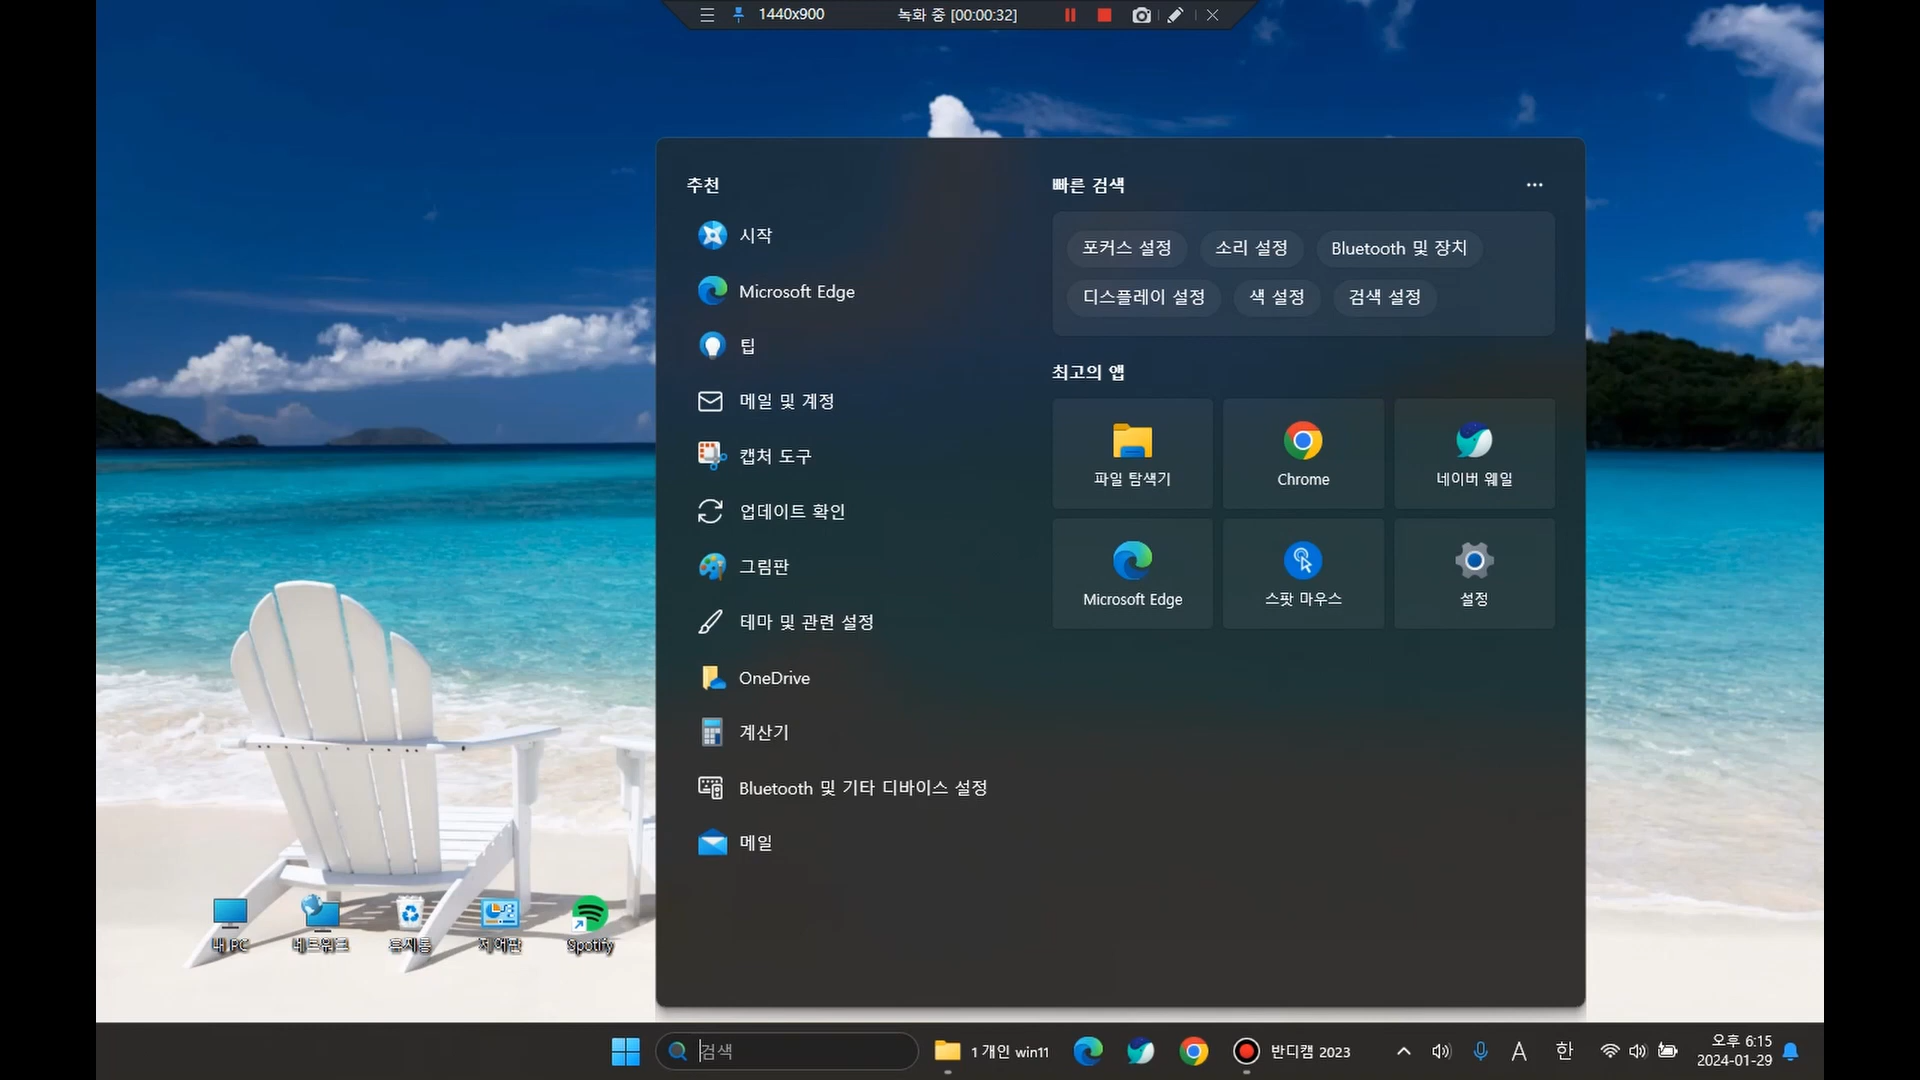 1440x900 녹화 중 [00:00:32]
추천
시작
Microsoft Edge
팁
메일 및 계정
캡처 도구
업데이트 확인
그림판
테마 및 관련 설정
OneDrive
계산기
Bluetooth 및 기타 디바이스 설정
메일
빠른 검색
포커스 설정 소리 설정 Bluetooth 및 장치
디스플레이 설정 색 설정 검색 설정
최고의 앱
파일 탐색기 Chrome 네이버 웨일
Microsoft Edge 스팟 마우스 설정
내 PC 네트워크 휴지통 제어판 Spotify
검색 1 개인 win11 반디캠 2023 A 한 오후 6:15
2024-01-29